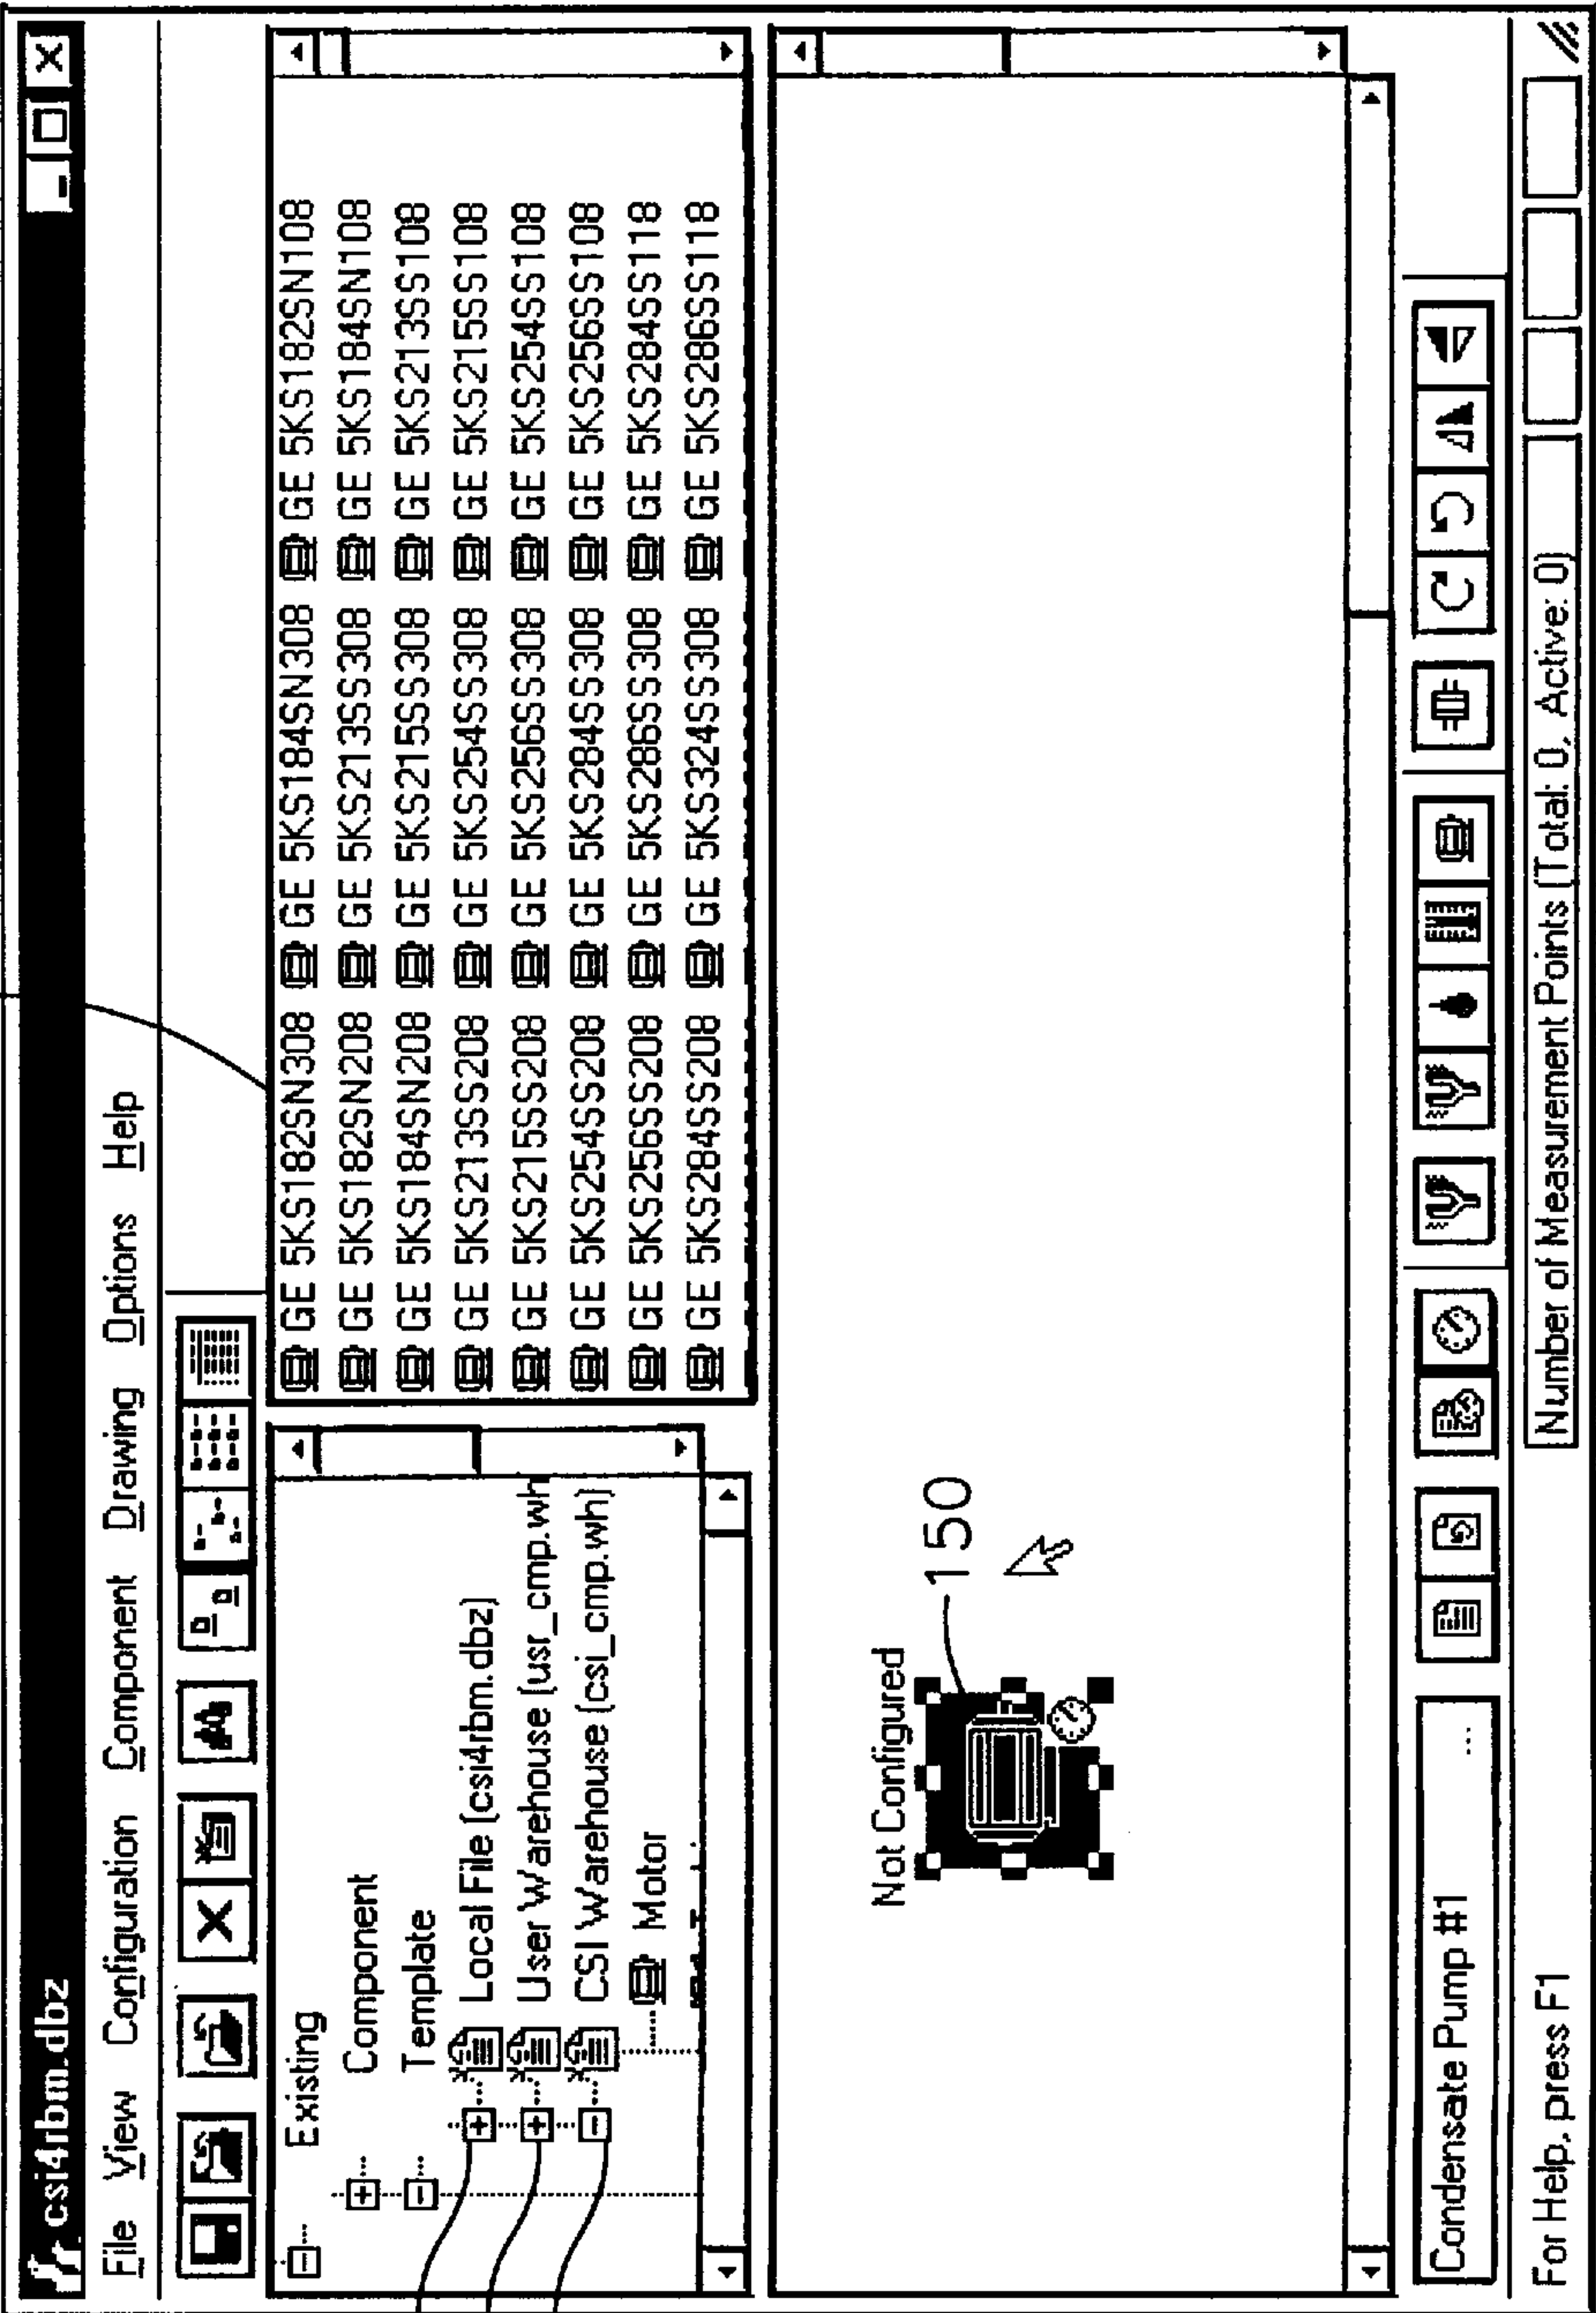 csi4rbm.dbz
File View Configuration Component Drawing Options Help
Existing
Component
Template
Local File (csi4rbm.dbz)
User Warehouse (usr_cmp.wh
CSI Warehouse (csi_cmp.wh)
Motor
GE 5KS182SN308 GE 5KS184SN308 GE 5KS182SN108
GE 5KS182SN208 GE 5KS213SS308 GE 5KS184SN108
GE 5KS184SN208 GE 5KS215SS308 GE 5KS213SS108
GE 5KS213SS208 GE 5KS254SS308 GE 5KS215SS108
GE 5KS215SS208 GE 5KS256SS308 GE 5KS254SS108
GE 5KS254SS208 GE 5KS284SS308 GE 5KS256SS108
GE 5KS256SS208 GE 5KS286SS308 GE 5KS284SS118
GE 5KS284SS208 GE 5KS324SS308 GE 5KS286SS118
Not Configured
150
Condensate Pump #1 ...
For Help, press F1 Number of Measurement Points (Total: 0, Active: 0)